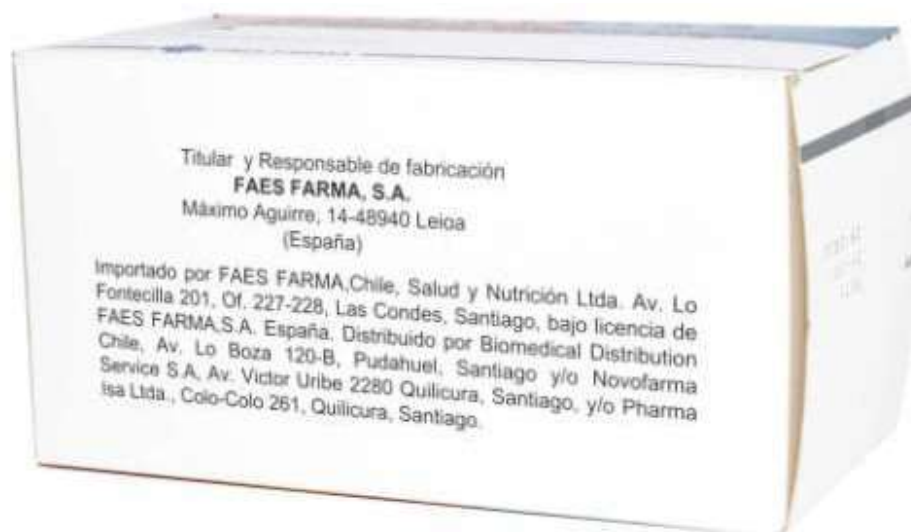 Titular y Responsable de fabricación
FAES FARMA, S.A.
Máximo Aguirre, 14-48940 Leioa
(España)
Importado por FAES FARMA,Chile, Salud y Nutrición Ltda. Av. Lo
Fontecilla 201, Of. 227-228, Las Condes, Santiago, bajo licencia de
FAES FARMA,S.A. España, Distribuido por Biomedical Distribution
Chile, Av. Lo Boza 120-B, Pudahuel, Santiago y/o Novofarma
Service S.A, Av. Victor Uribe 2280 Quilicura, Santiago, y/o Pharma
Isa Ltda., Colo-Colo 261, Quilicura, Santiago.